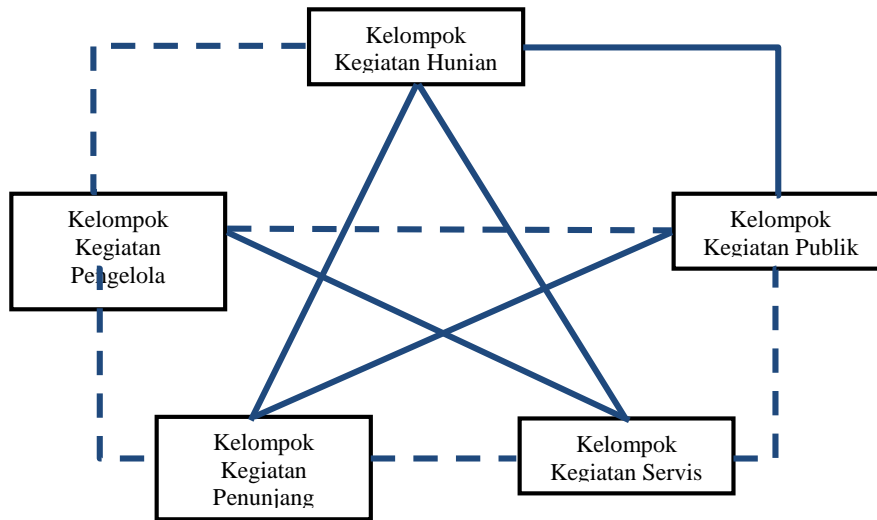 Kelompok
Kegiatan Hunian
Kelompok
Kegiatan
Pengelola
Kelompok
Kegiatan Publik
Kelompok
Kegiatan
Penunjang
Kelompok
Kegiatan Servis